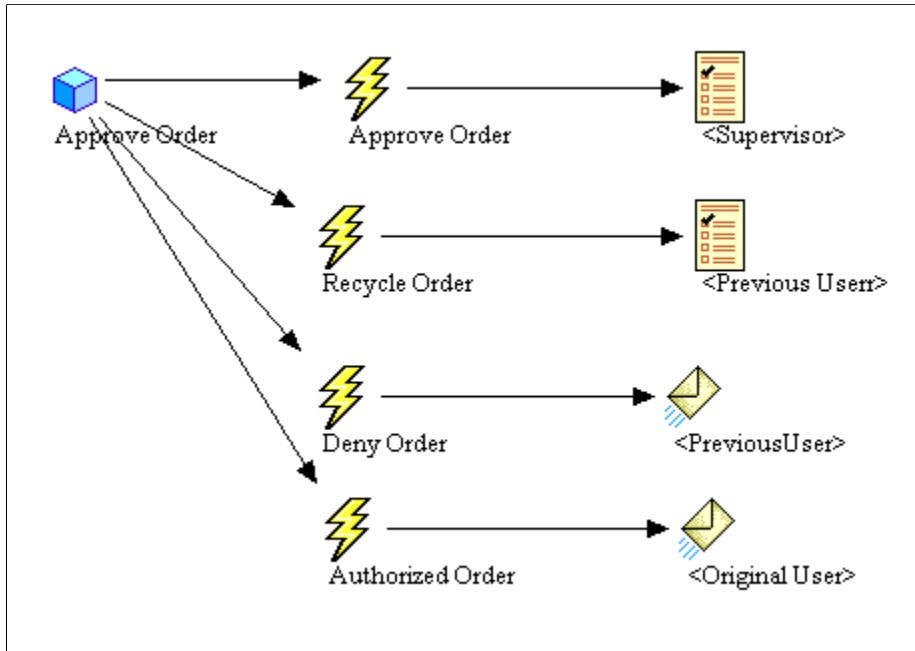 Approve Order
Approve Order
<Supervisor>
Recycle Order
<Previous Userr>
Deny Order
<PreviousUser>
Authorized Order
<Original User>